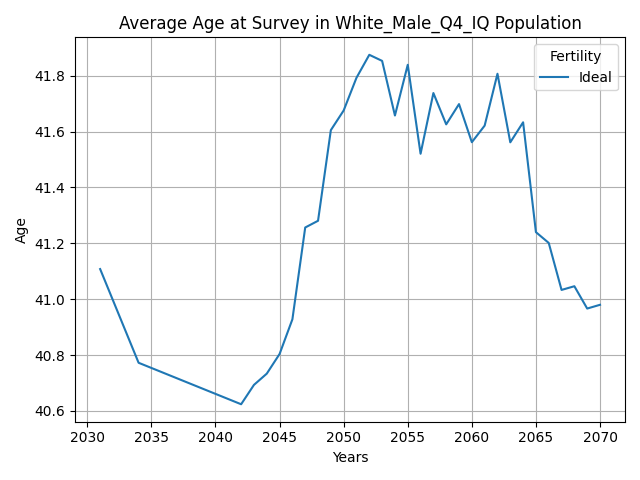 Average Age at Survey in White_Male_Q4_IQ Population
Fertility
Ideal
41.8
41.6
41.4
41.2
41.0
40.8
40.6
Age
2030 2035 2040 2045 2050 2055 2060 2065 2070
Years